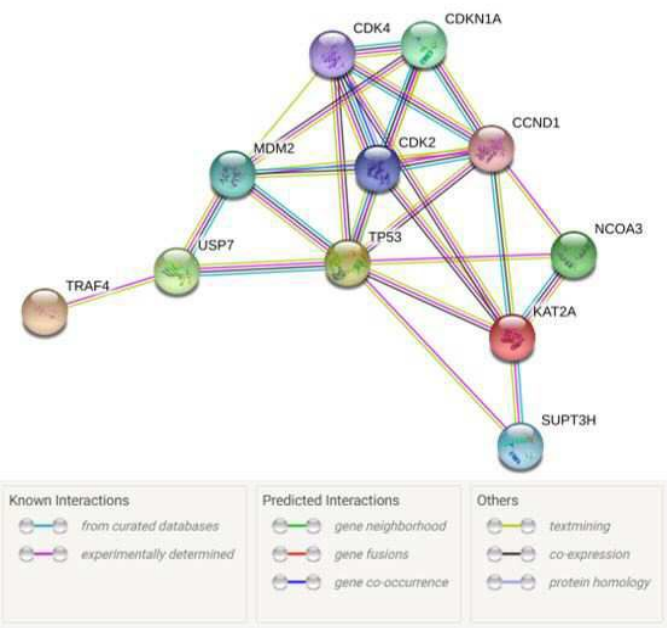 CDK4
CDKN1A
CCND1
MDM2
CDK2
NCOA3
USP7
TP53
TRAF4
KAT2A
SUPT3H
Known Interactions
from curated databases
experimentally determined
Predicted Interactions
gene neighborhood
gene fusions
gene co-occurrence
Others
textmining
co-expression
protein homology